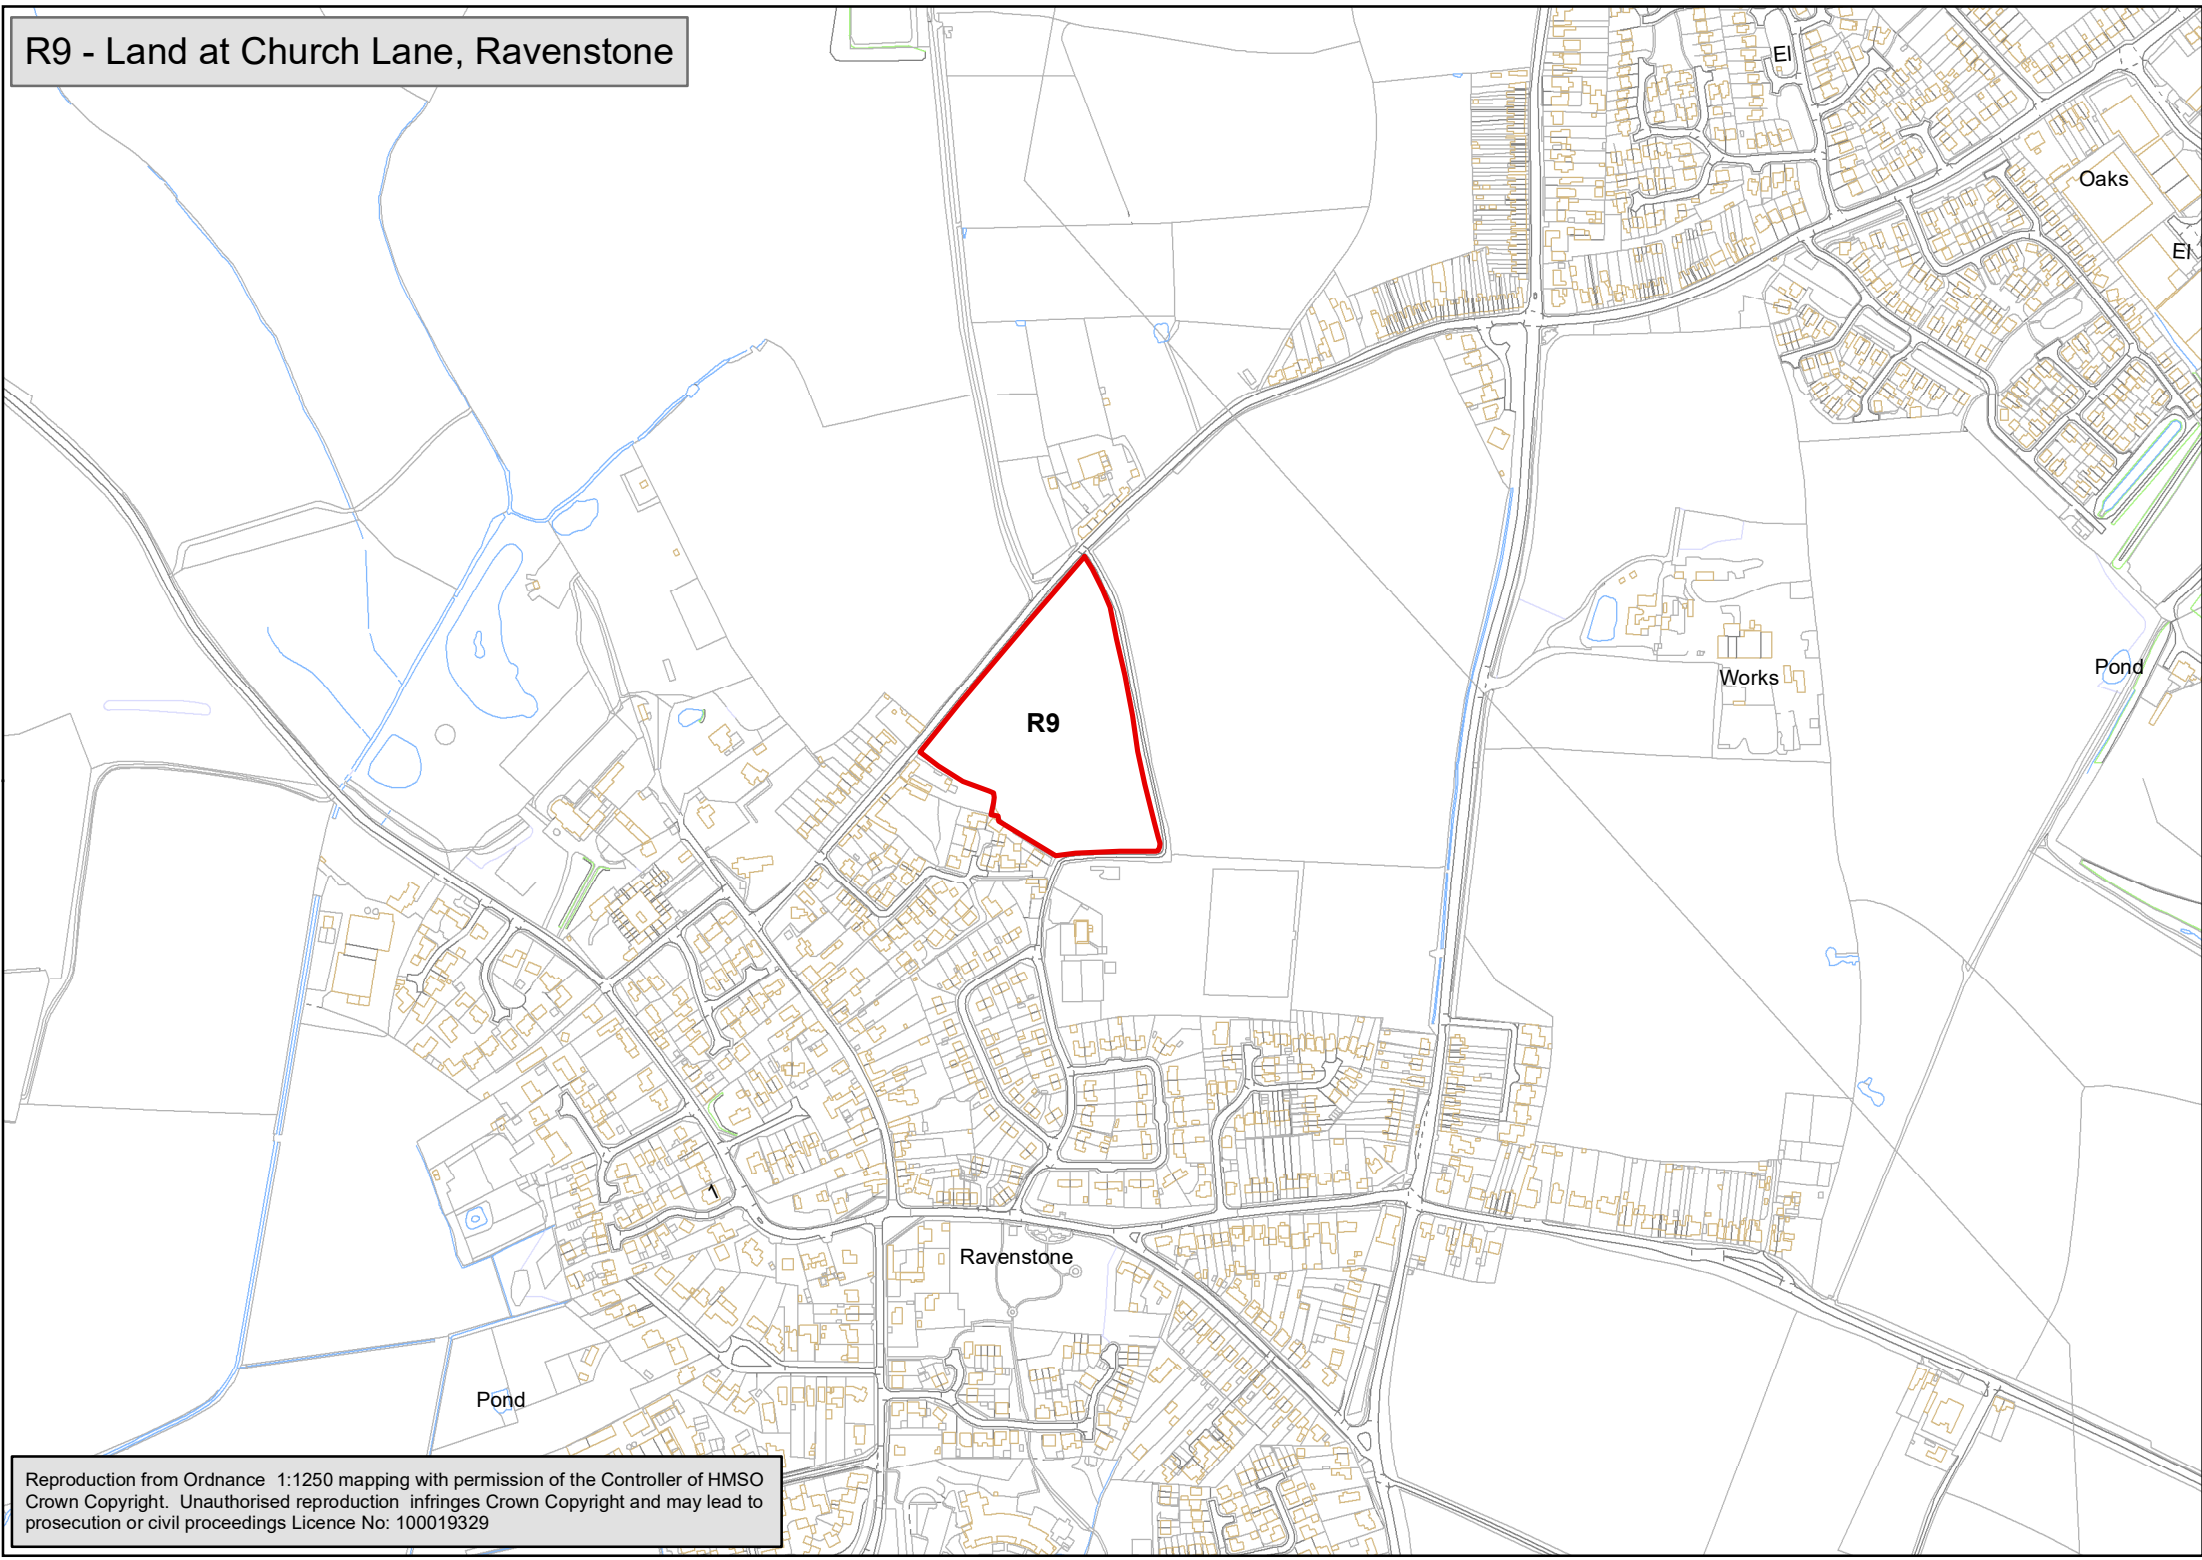 R9 - Land at Church Lane, Ravenstone
El
Oaks
El
Pond
Works
R9
1
Ravenstone
Pond
Reproduction from Ordnance 1:1250 mapping with permission of the Controller of HMSO
Crown Copyright. Unauthorised reproduction infringes Crown Copyright and may lead to
prosecution or civil proceedings Licence No: 100019329